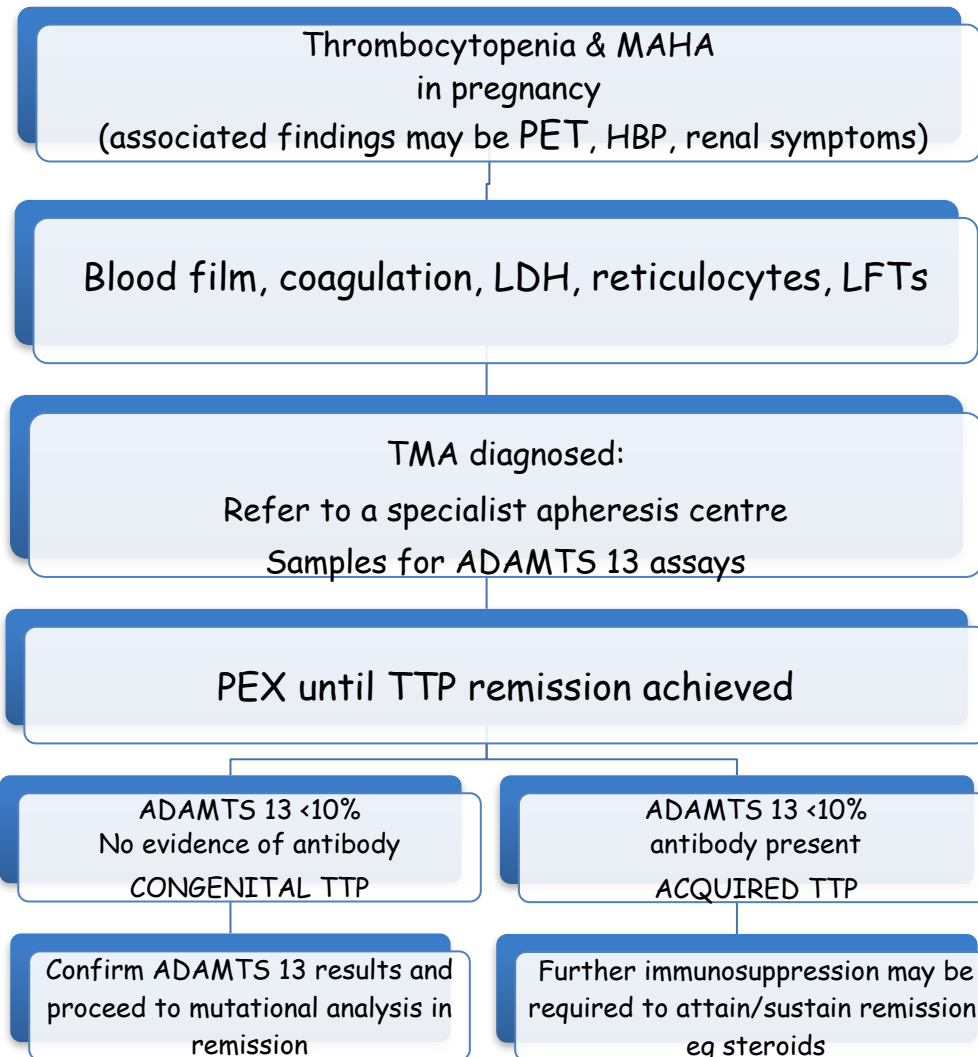 Thrombocytopenia & MAHA
in pregnancy
(associated findings may be PET, HBP, renal symptoms)
Blood film, coagulation, LDH, reticulocytes, LFTs
TMA diagnosed:
Refer to a specialist apheresis centre
Samples for ADAMTS 13 assays
PEX until TTP remission achieved
ADAMTS 13 <10%
No evidence of antibody
CONGENITAL TTP
ADAMTS 13 <10%
antibody present
ACQUIRED TTP
Confirm ADAMTS 13 results and
proceed to mutational analysis in
remission
Further immunosuppression may be
required to attain/sustain remission
eg steroids